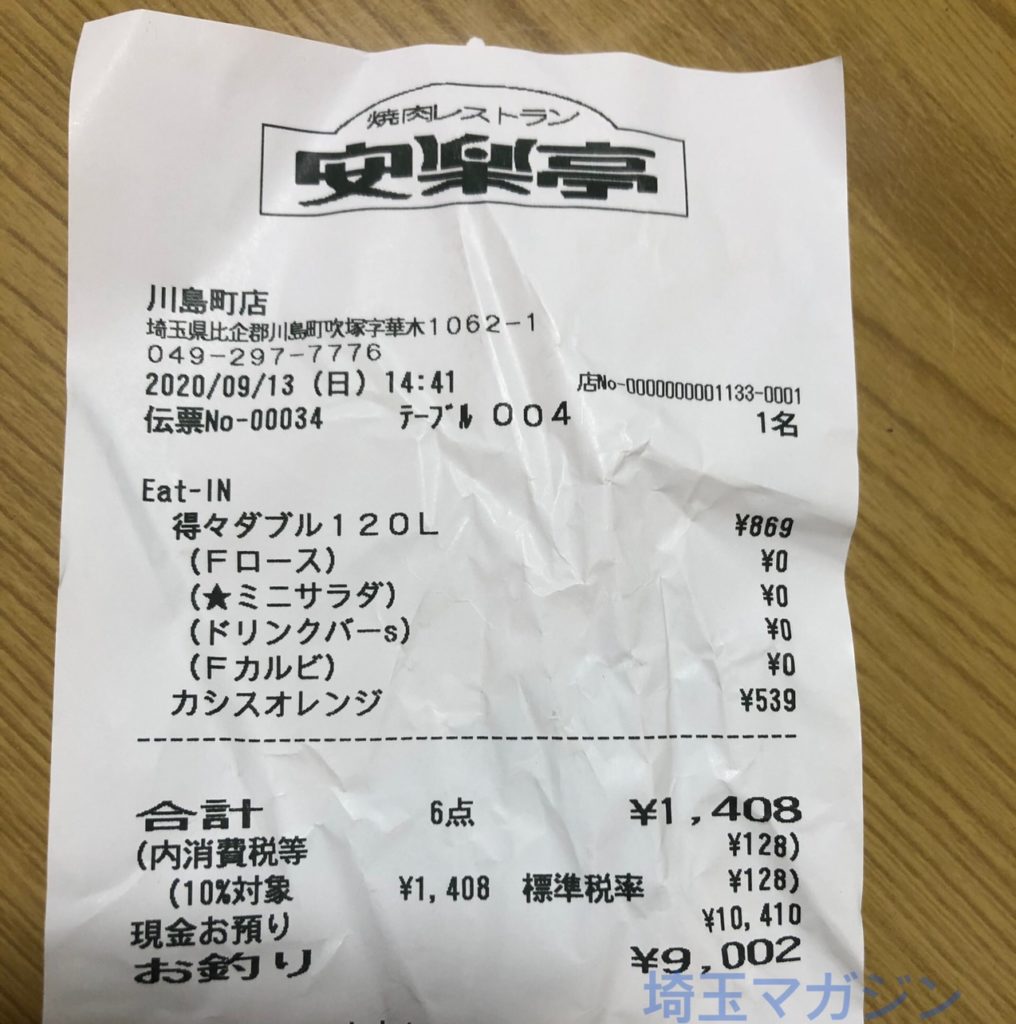 焼肉レストラン
安楽亭
川島町店
埼玉県比企郡川島町吹塚字華木1062-1
049-297-7776
2020/09/13 (日) 14:41 店No-0000000001133-0001
伝票No-00034 テーブル 004 1名
Eat-IN
得々ダブル120L ¥869
(Fロース) ¥0
(★ミニサラダ) ¥0
(ドリンクバーs) ¥0
(Fカルビ) ¥0
カシスオレンジ ¥539
合計 6点 ¥1,408
(内消費税等 ¥128)
(10%対象 ¥1,408 標準税率 ¥128)
現金お預り ¥10,410
お釣り ¥9,002
埼玉マガジン